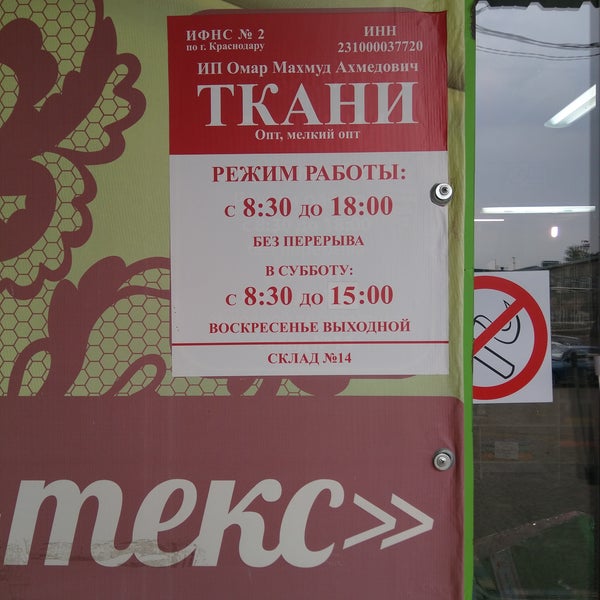 ИФНС № 2 ИНН
по г. Краснодару 231000037720
ИП Омар Махмуд Ахмедович
ТКАНИ
Опт, мелкий опт
РЕЖИМ РАБОТЫ:
с 8:30 до 18:00
БЕЗ ПЕРЕРЫВА
В СУББОТУ:
с 8:30 до 15:00
ВОСКРЕСЕНЬЕ ВЫХОДНОЙ
СКЛАД №14
текс»